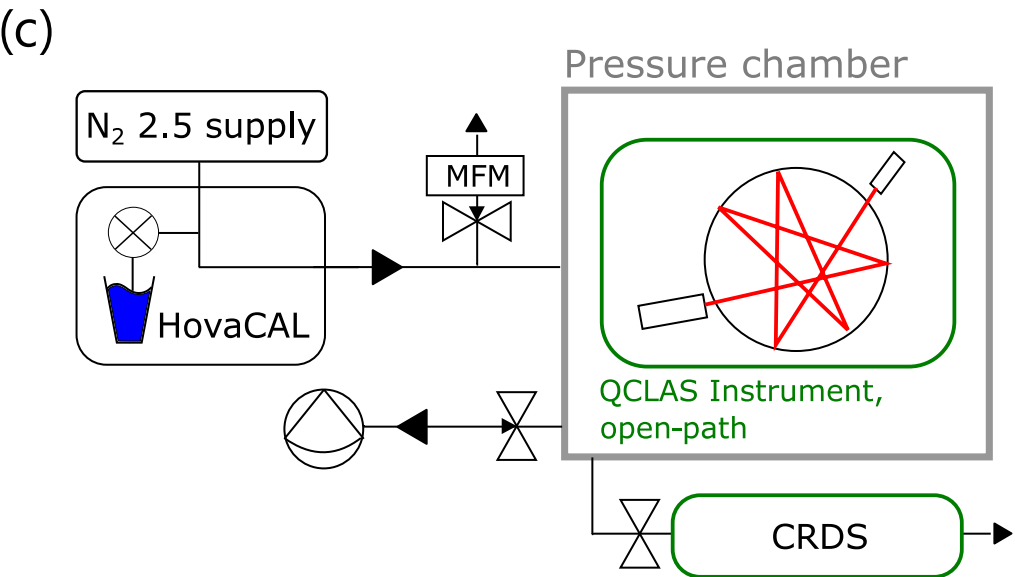 (c)
Pressure chamber
N₂ 2.5 supply
MFM
HovaCAL
QCLAS Instrument,
open-path
CRDS